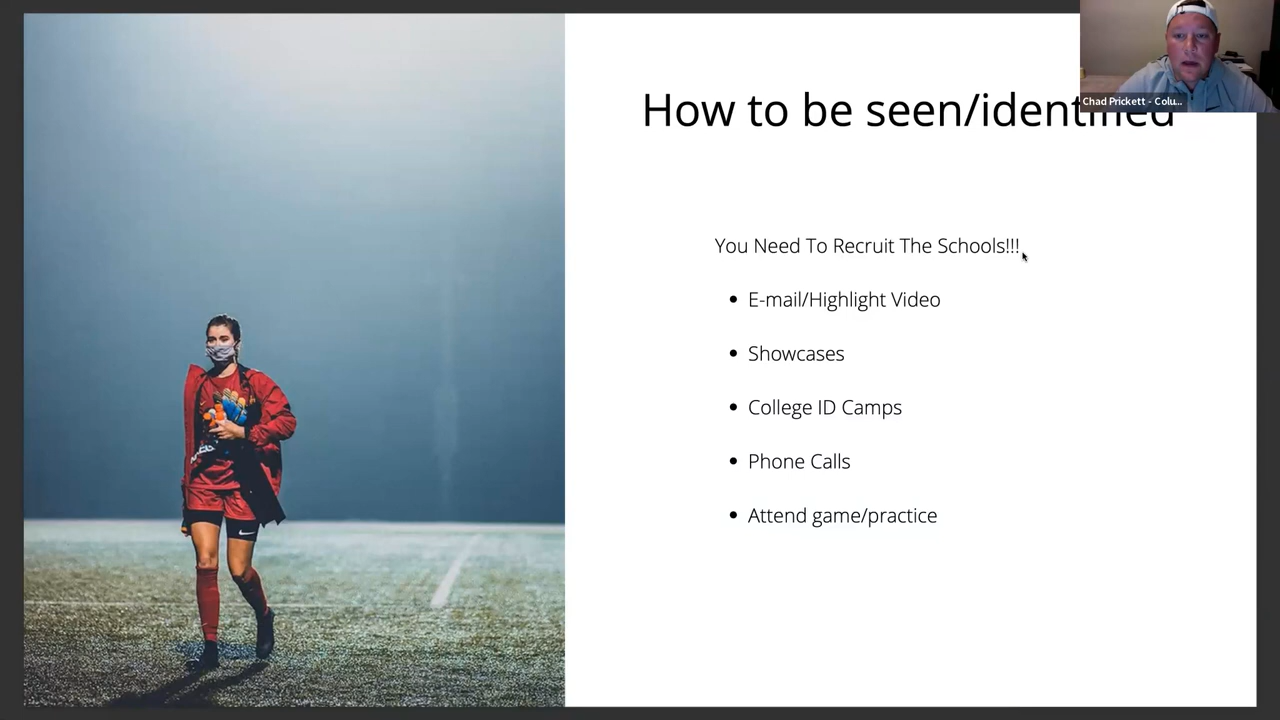 Chad Prickett - Colu...
How to be seen/identified
You Need To Recruit The Schools!!!
• E-mail/Highlight Video
• Showcases
• College ID Camps
• Phone Calls
• Attend game/practice